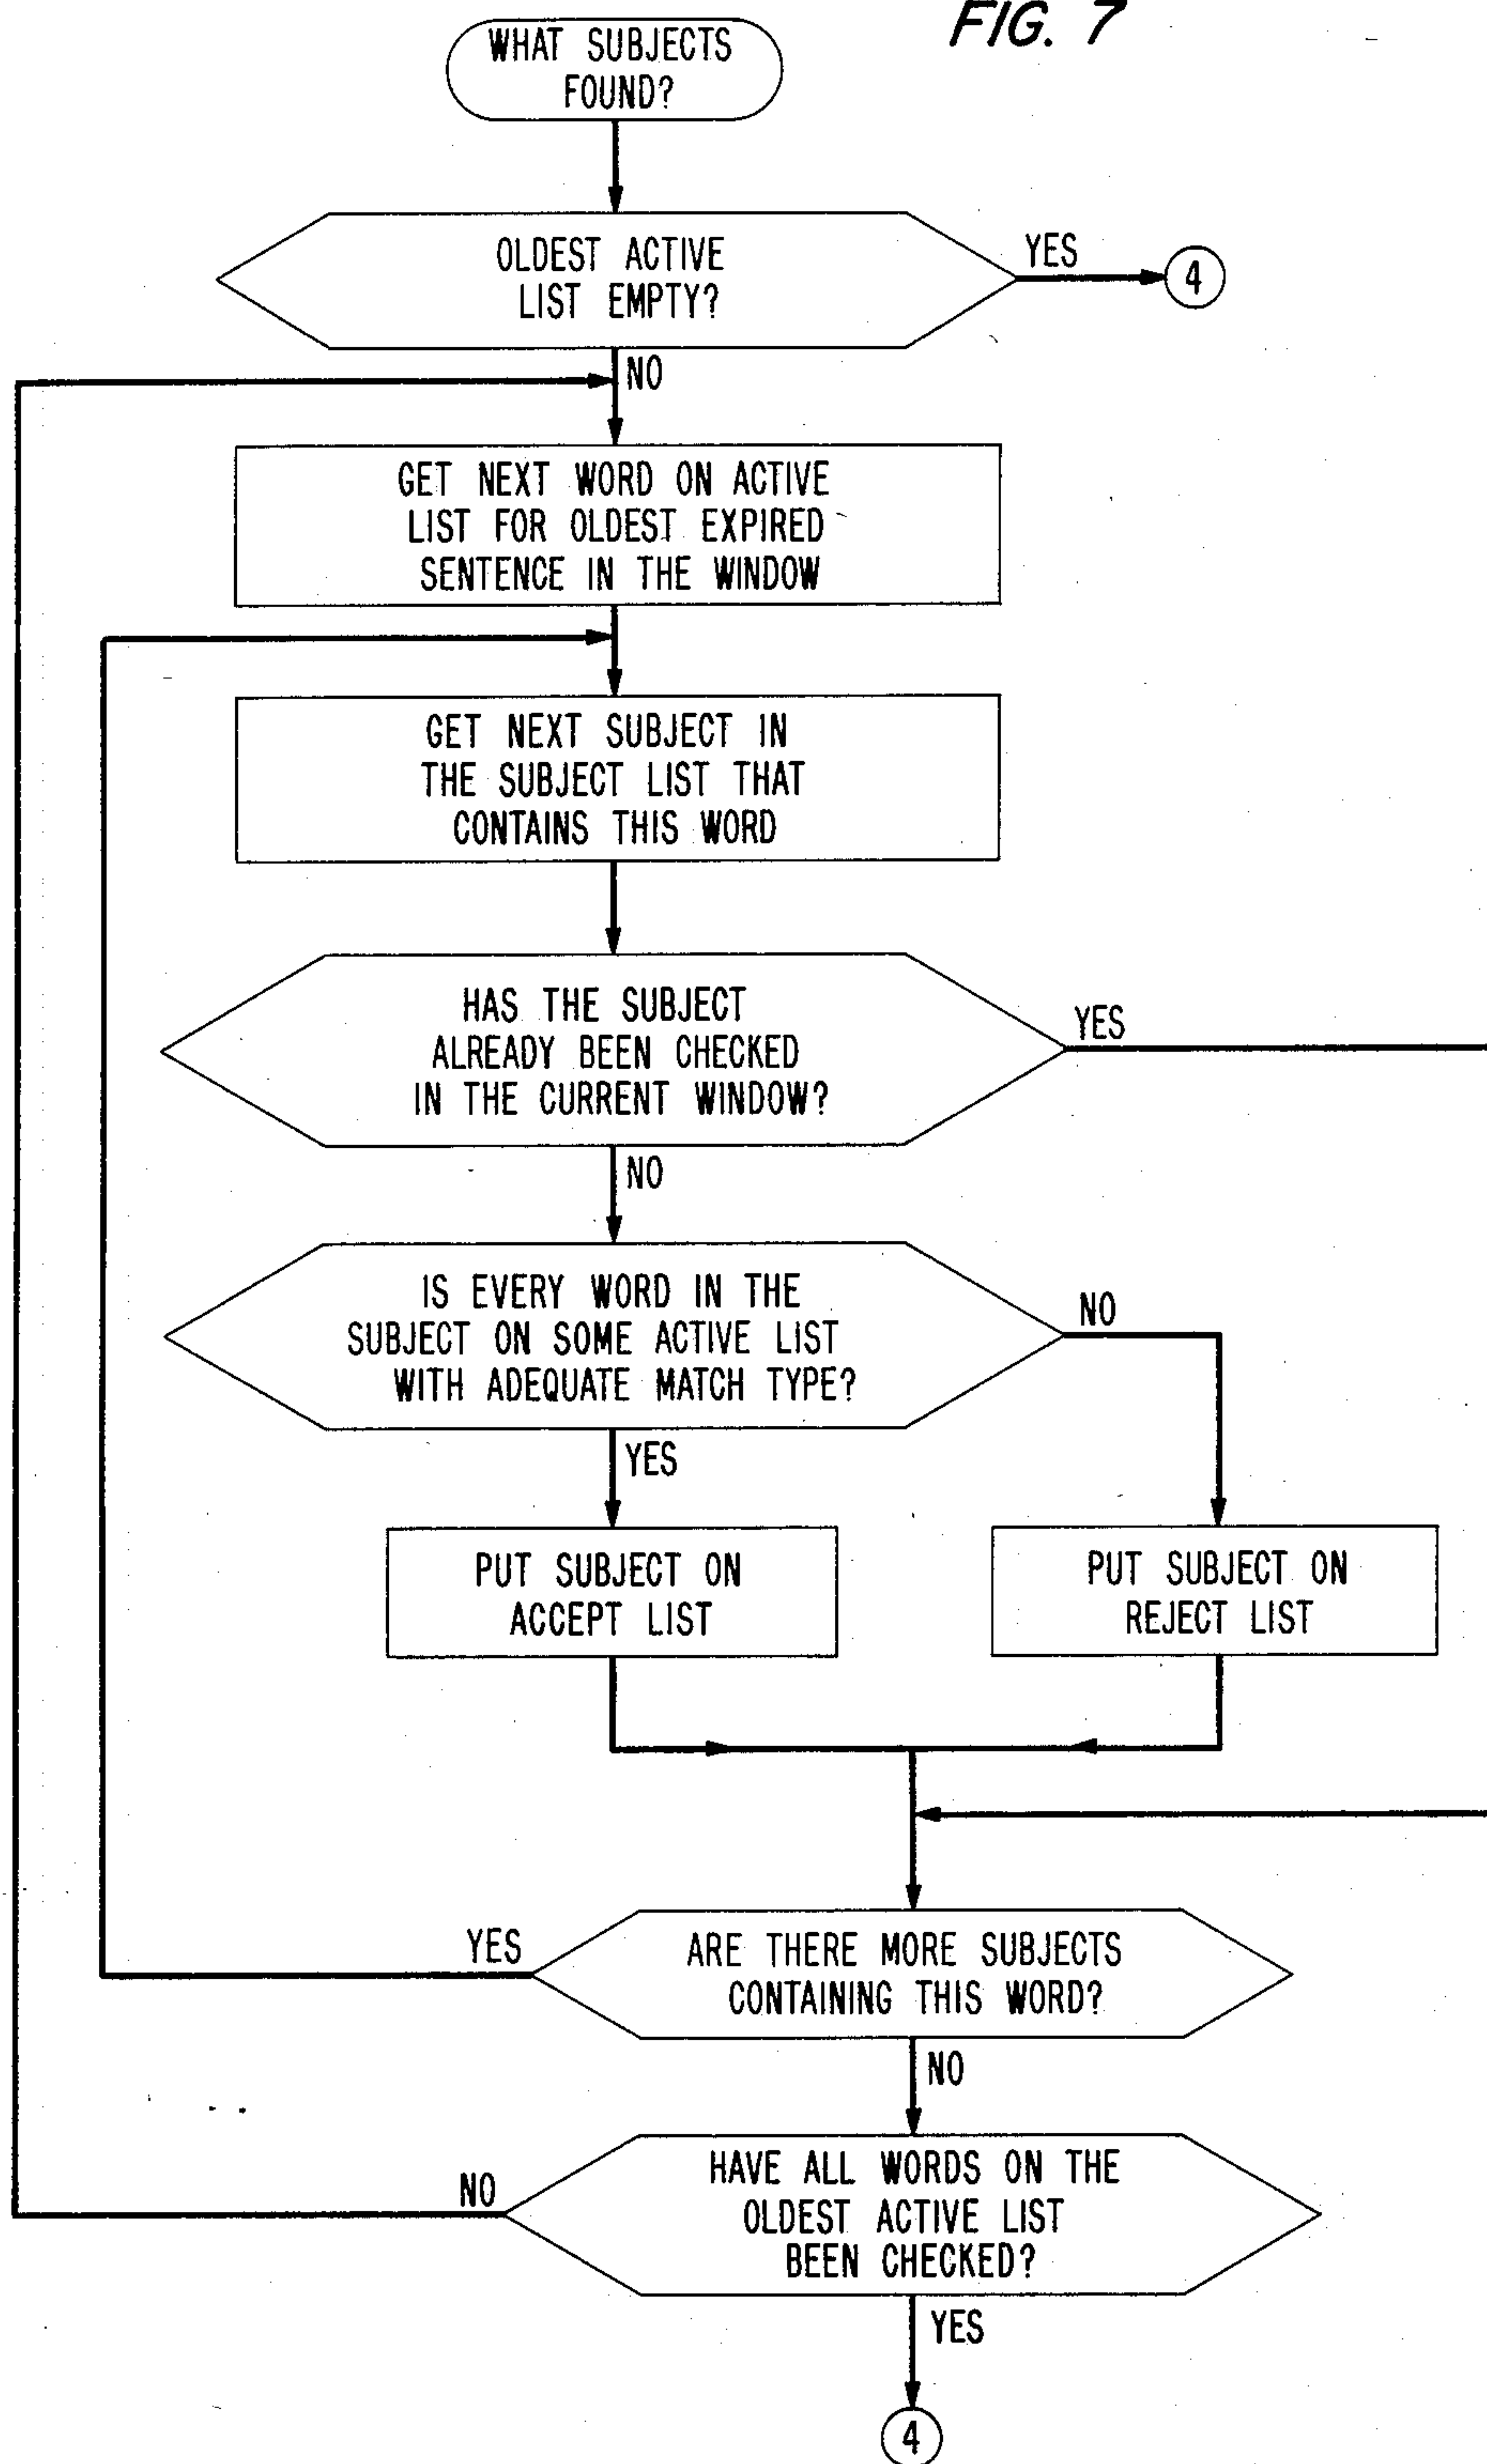 FIG. 7
WHAT SUBJECTS
FOUND?
OLDEST ACTIVE
LIST EMPTY?
YES
4
NO
GET NEXT WORD ON ACTIVE
LIST FOR OLDEST EXPIRED
SENTENCE IN THE WINDOW
GET NEXT SUBJECT IN
THE SUBJECT LIST THAT
CONTAINS THIS WORD
HAS THE SUBJECT
ALREADY BEEN CHECKED
IN THE CURRENT WINDOW?
YES
NO
IS EVERY WORD IN THE
SUBJECT ON SOME ACTIVE LIST
WITH ADEQUATE MATCH TYPE?
NO
YES
PUT SUBJECT ON
ACCEPT LIST
PUT SUBJECT ON
REJECT LIST
YES
ARE THERE MORE SUBJECTS
CONTAINING THIS WORD?
NO
NO
HAVE ALL WORDS ON THE
OLDEST ACTIVE LIST
BEEN CHECKED?
YES
4